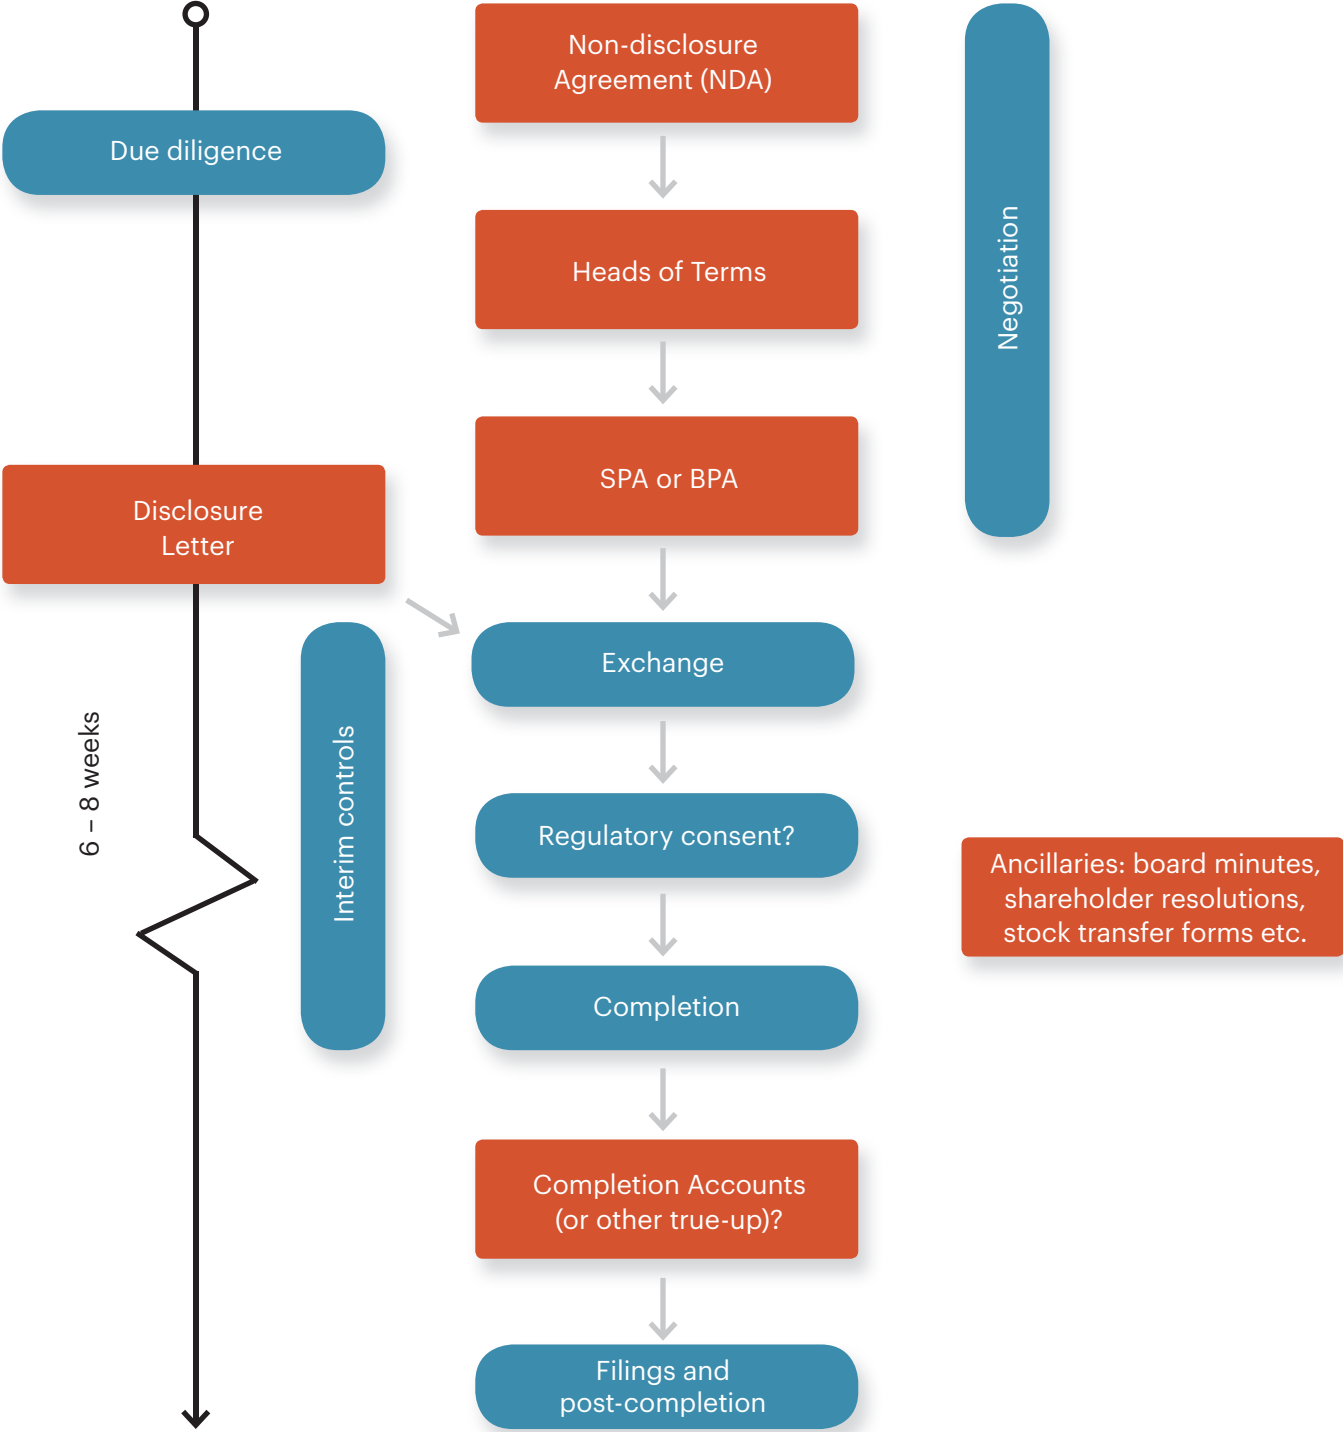 Non-disclosure
Agreement (NDA)
Due diligence
Heads of Terms
Negotiation
SPA or BPA
Disclosure
Letter
Exchange
6 – 8 weeks
Interim controls
Regulatory consent?
Ancillaries: board minutes,
shareholder resolutions,
stock transfer forms etc.
Completion
Completion Accounts
(or other true-up)?
Filings and
post-completion